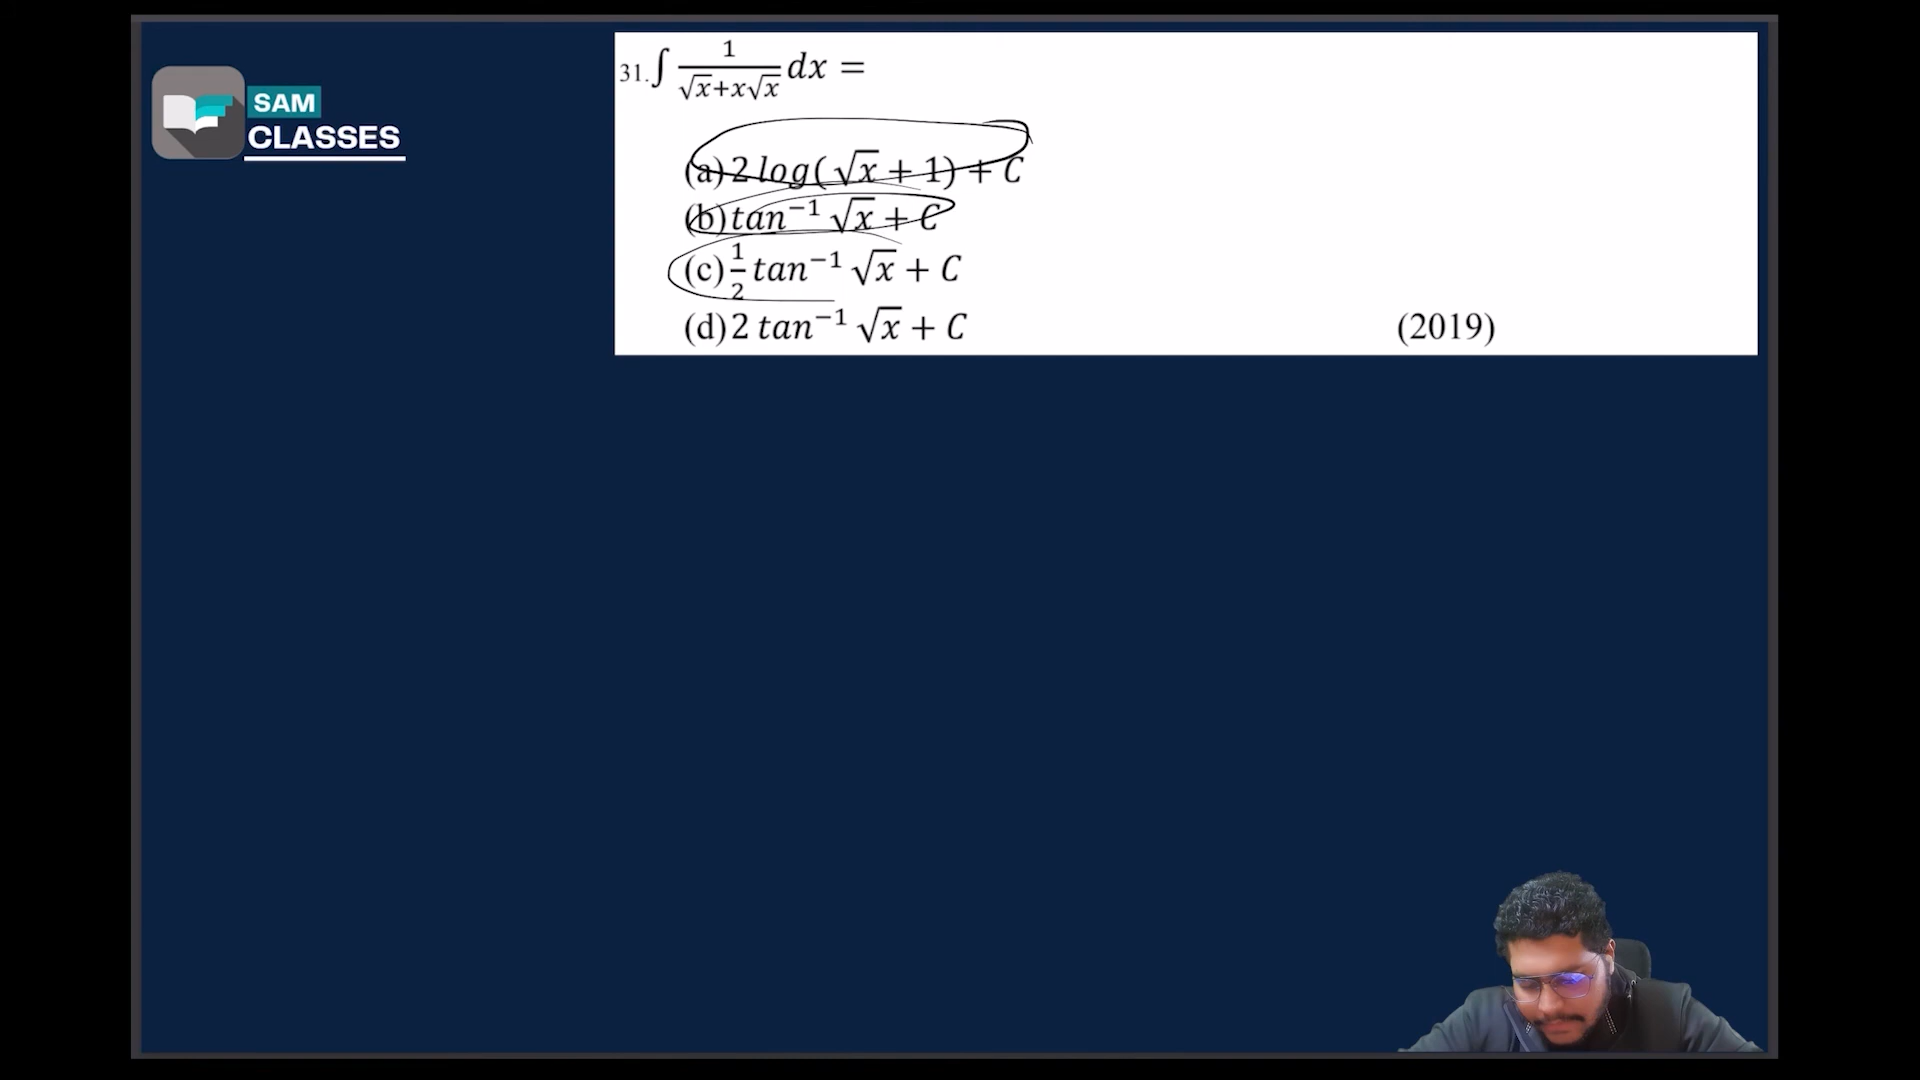 SAM
CLASSES
31. ∫ 1/(√x+x√x) dx =
(a) 2 log(√x + 1) + C
(b) tan⁻¹ √x + C
(c) 1/2 tan⁻¹ √x + C
(d) 2 tan⁻¹ √x + C (2019)